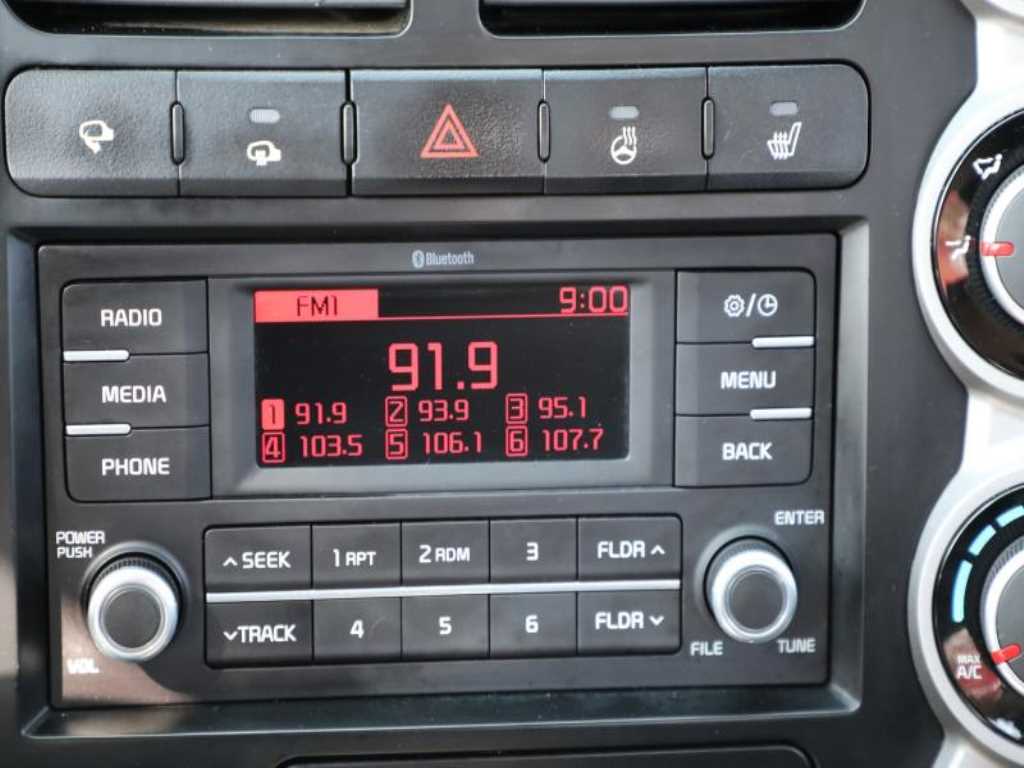 Bluetooth
RADIO
MEDIA
PHONE
FM1 9:00
91.9
1 91.9 2 93.9 3 95.1
4 103.5 5 106.1 6 107.7
MENU
BACK
POWER
PUSH
VOL
SEEK 1 RPT 2 RDM 3 FLDR
TRACK 4 5 6 FLDR
ENTER
FILE TUNE
MAX
A/C